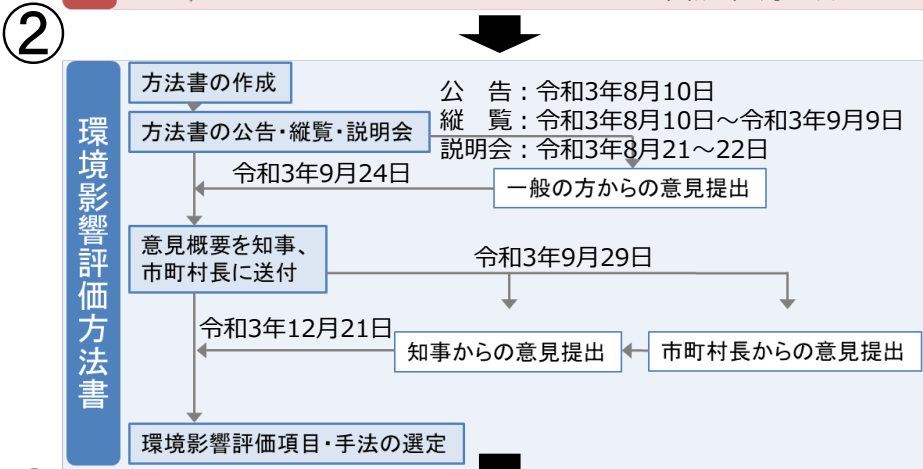 ②
環境影響評価方法書
方法書の作成
方法書の公告・縦覧・説明会
公　告：令和3年8月10日
縦　覧：令和3年8月10日～令和3年9月9日
説明会：令和3年8月21～22日
令和3年9月24日
一般の方からの意見提出
意見概要を知事、
市町村長に送付
令和3年9月29日
令和3年12月21日
知事からの意見提出
市町村長からの意見提出
環境影響評価項目・手法の選定